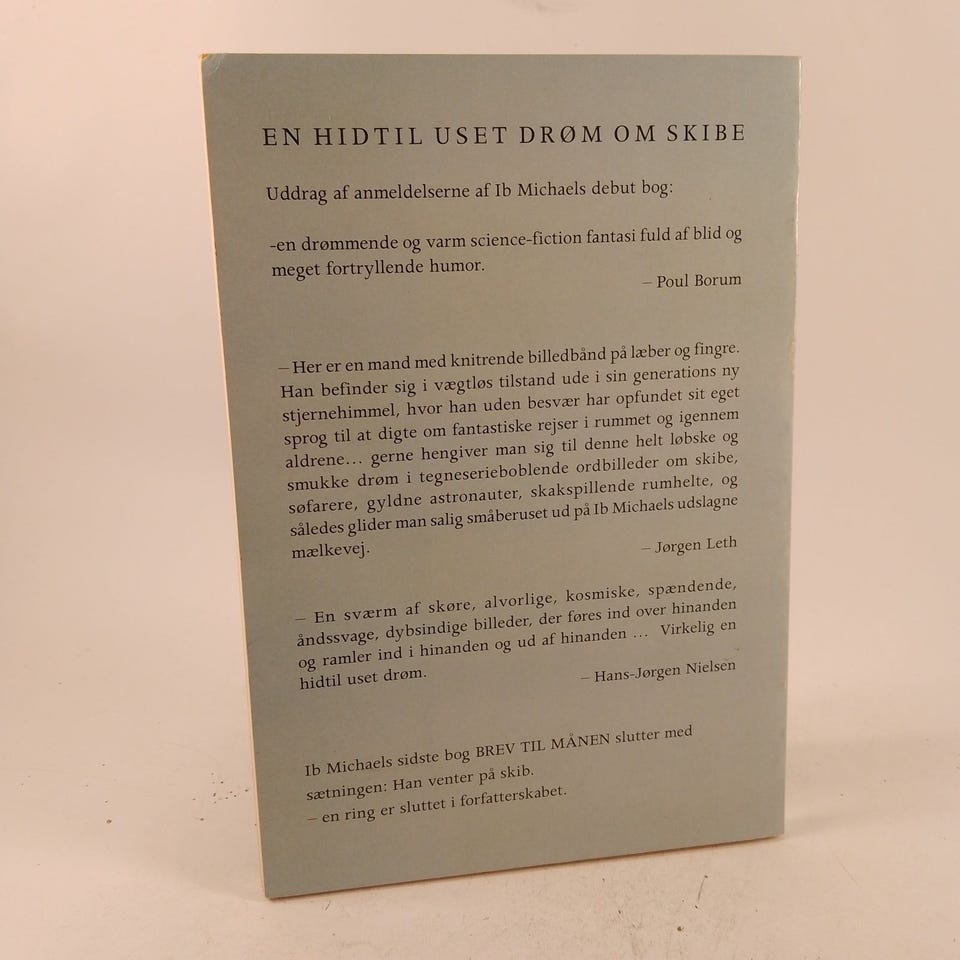 EN HIDTIL USET DRØM OM SKIBE
Uddrag af anmeldelserne af Ib Michaels debut bog:
-en drømmende og varm science-fiction fantasi fuld af blid og
meget fortryllende humor.
– Poul Borum
– Her er en mand med knitrende billedbånd på læber og fingre.
Han befinder sig i vægtløs tilstand ude i sin generations ny
stjernehimmel, hvor han uden besvær har opfundet sit eget
sprog til at digte om fantastiske rejser i rummet og igennem
aldrene... gerne hengiver man sig til denne helt løbske og
smukke drøm i tegneserieboblende ordbilleder om skibe,
søfarere, gyldne astronauter, skakspillende rumhelte, og
således glider man salig småberuset ud på Ib Michaels udslagne
mælkevej.
– Jørgen Leth
– En sværm af skøre, alvorlige, kosmiske, spændende,
åndssvage, dybsindige billeder, der føres ind over hinanden
og ramler ind i hinanden og ud af hinanden ... Virkelig en
hidtil uset drøm.
– Hans-Jørgen Nielsen
Ib Michaels sidste bog BREV TIL MÅNEN slutter med
sætningen: Han venter på skib.
– en ring er sluttet i forfatterskabet.